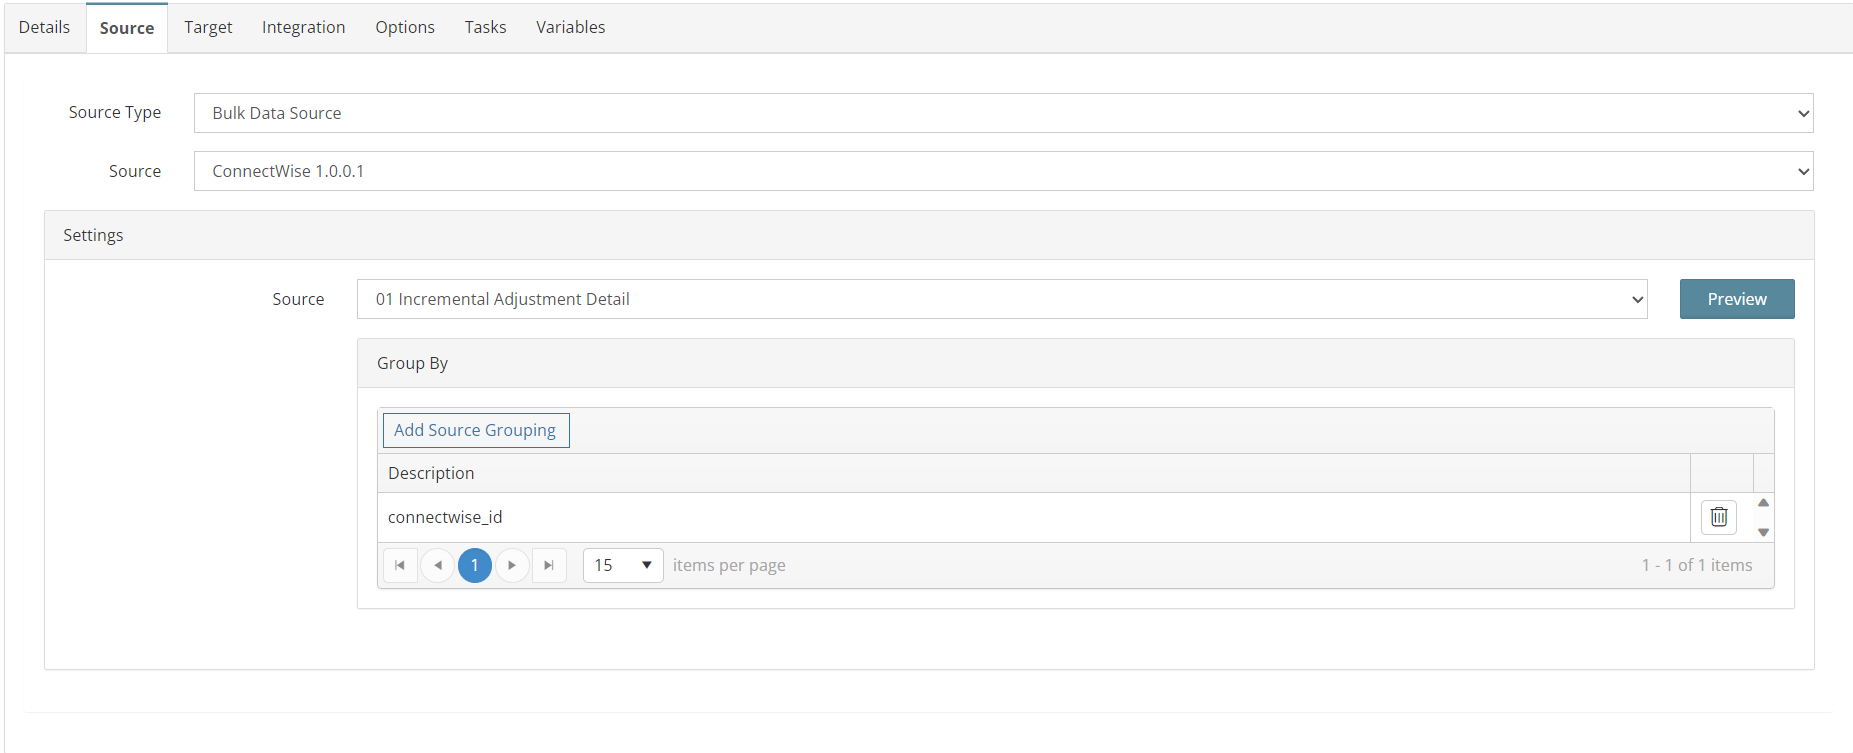 Details Source Target Integration Options Tasks Variables
Source Type Bulk Data Source
Source ConnectWise 1.0.0.1
Settings
Source 01 Incremental Adjustment Detail Preview
Group By
Add Source Grouping
Description
connectwise_id
1 15 items per page 1 - 1 of 1 items